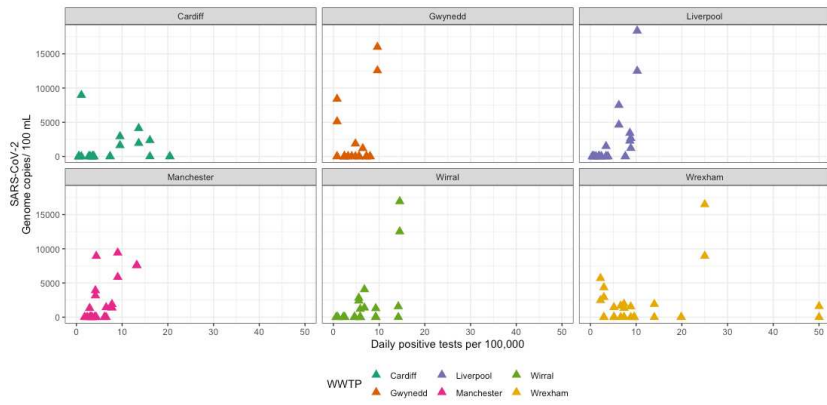 Cardiff Gwynedd Liverpool
15000
10000
5000
0
Manchester Wirral Wrexham
15000
10000
5000
0
0 10 20 30 40 50 0 10 20 30 40 50 0 10 20 30 40 50
SARS-CoV-2
Genome copies/ 100 mL
Daily positive tests per 100,000
WWTP Cardiff Liverpool Wirral
Gwynedd Manchester Wrexham